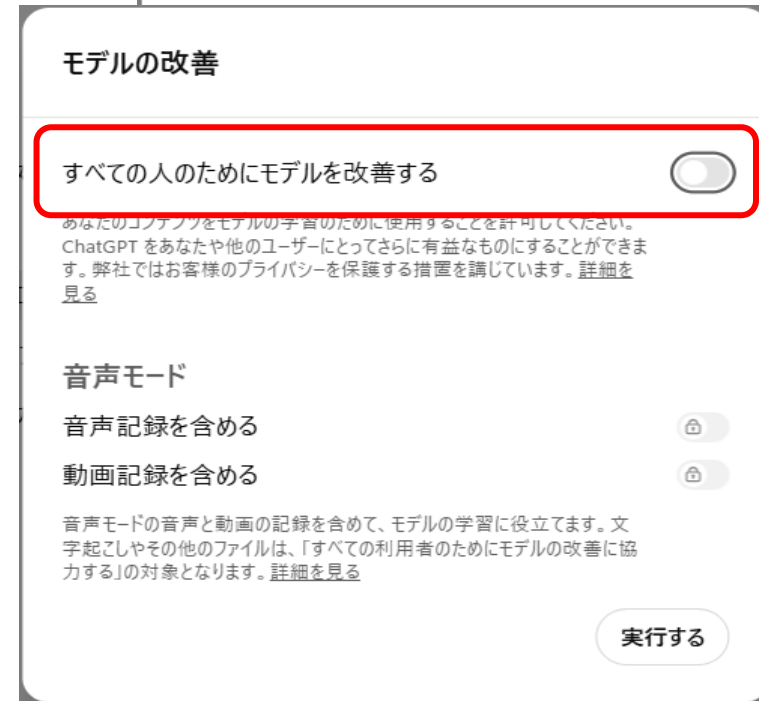 モデルの改善
すべての人のためにモデルを改善する
あなたのコンテンツをモデルの学習のために使用することを許可してください。
ChatGPT をあなたや他のユーザーにとってさらに有益なものにすることができま
す。弊社ではお客様のプライバシーを保護する措置を講じています。詳細を
見る
音声モード
音声記録を含める
動画記録を含める
音声モードの音声と動画の記録を含めて、モデルの学習に役立てます。文
字起こしやその他のファイルは、「すべての利用者のためにモデルの改善に協
力する」の対象となります。詳細を見る
実行する